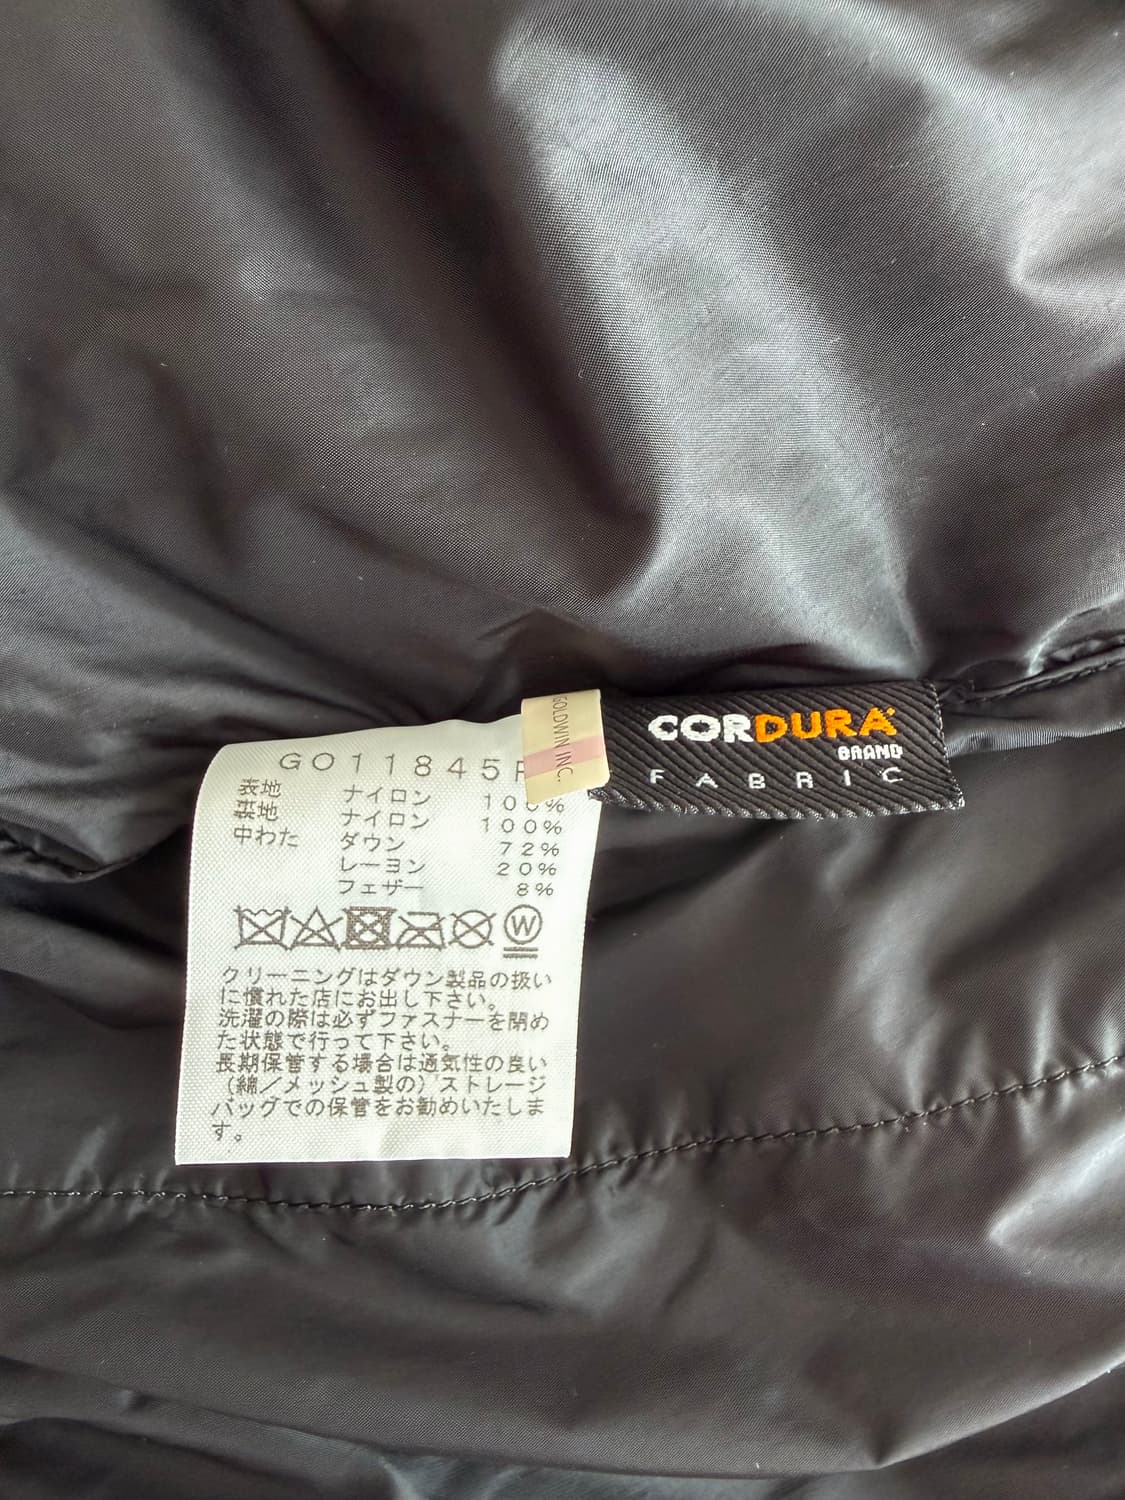 GOLDWIN INC.
CORDURA
BRAND
FABRIC
GO11845P
表地 ナイロン 100%
裏地 ナイロン 100%
中わた ダウン 72%
レーヨン 20%
フェザー 8%
W
クリーニングはダウン製品の扱い
に慣れた店にお出し下さい。
洗濯の際は必ずファスナーを閉め
た状態で行って下さい。
長期保管する場合は通気性の良い
（綿／メッシュ製の）ストレージ
バッグでの保管をお勧めいたしま
す。